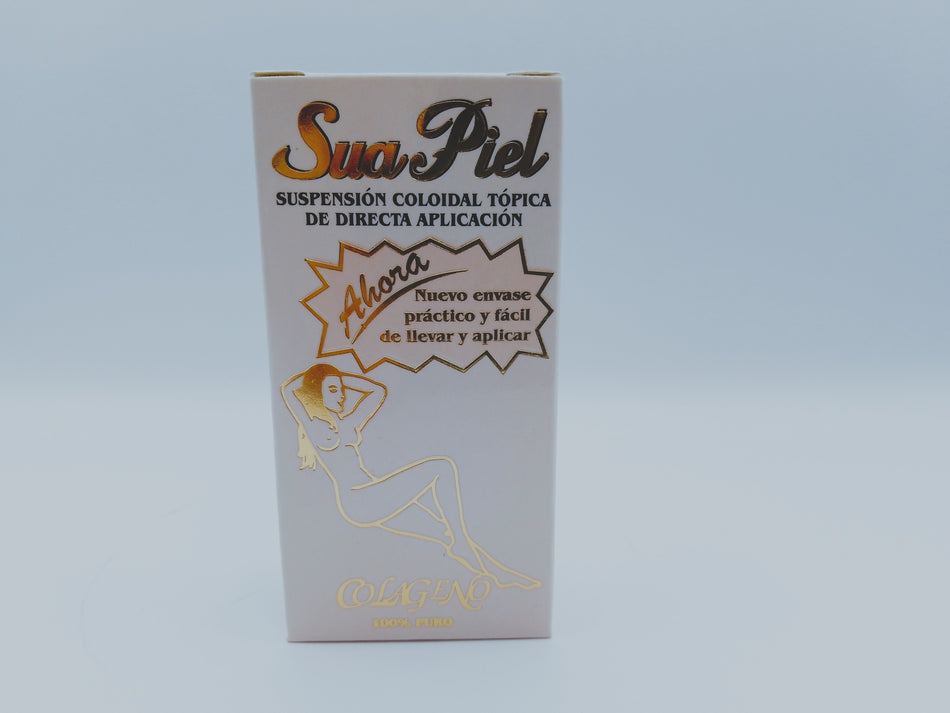 Sua Piel
SUSPENSIÓN COLOIDAL TÓPICA
DE DIRECTA APLICACIÓN
Ahora
Nuevo envase
práctico y fácil
de llevar y aplicar
COLAGENO
100% PURO